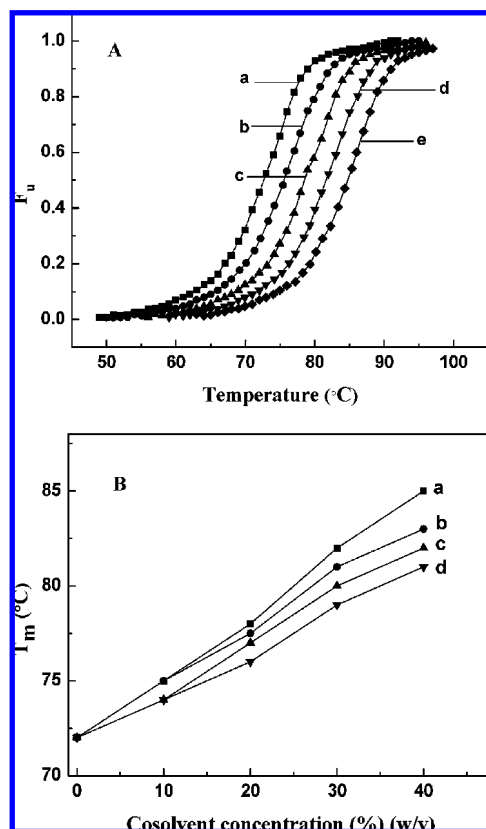 A
1.0
0.8
0.6
0.4
0.2
0.0
Fu
a
b
c
d
e
50 60 70 80 90 100
Temperature (°C)
B
85
80
75
70
Tm (°C)
a
b
c
d
0 10 20 30 40
Cosolvent concentration (%) (w/v)